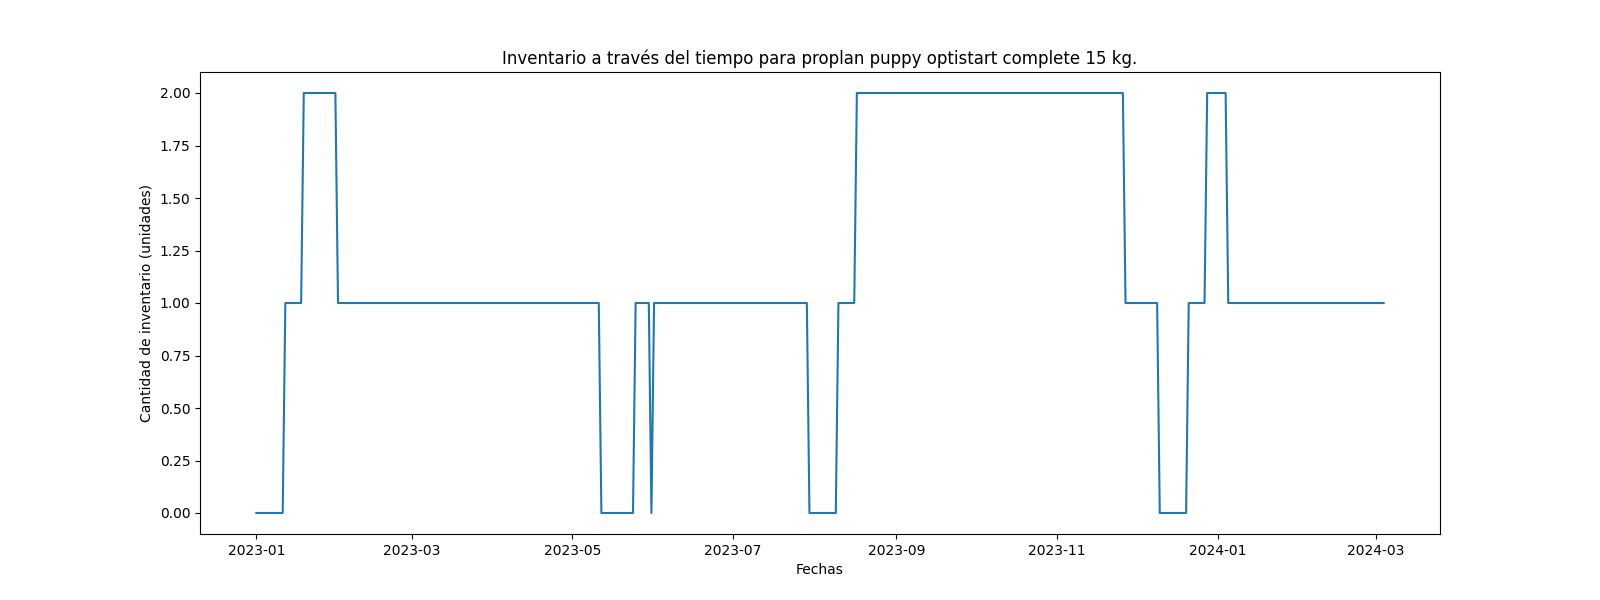 Inventario a través del tiempo para proplan puppy optistart complete 15 kg.
Cantidad de inventario (unidades)
2.00
1.75
1.50
1.25
1.00
0.75
0.50
0.25
0.00
2023-01 2023-03 2023-05 2023-07 2023-09 2023-11 2024-01 2024-03
Fechas